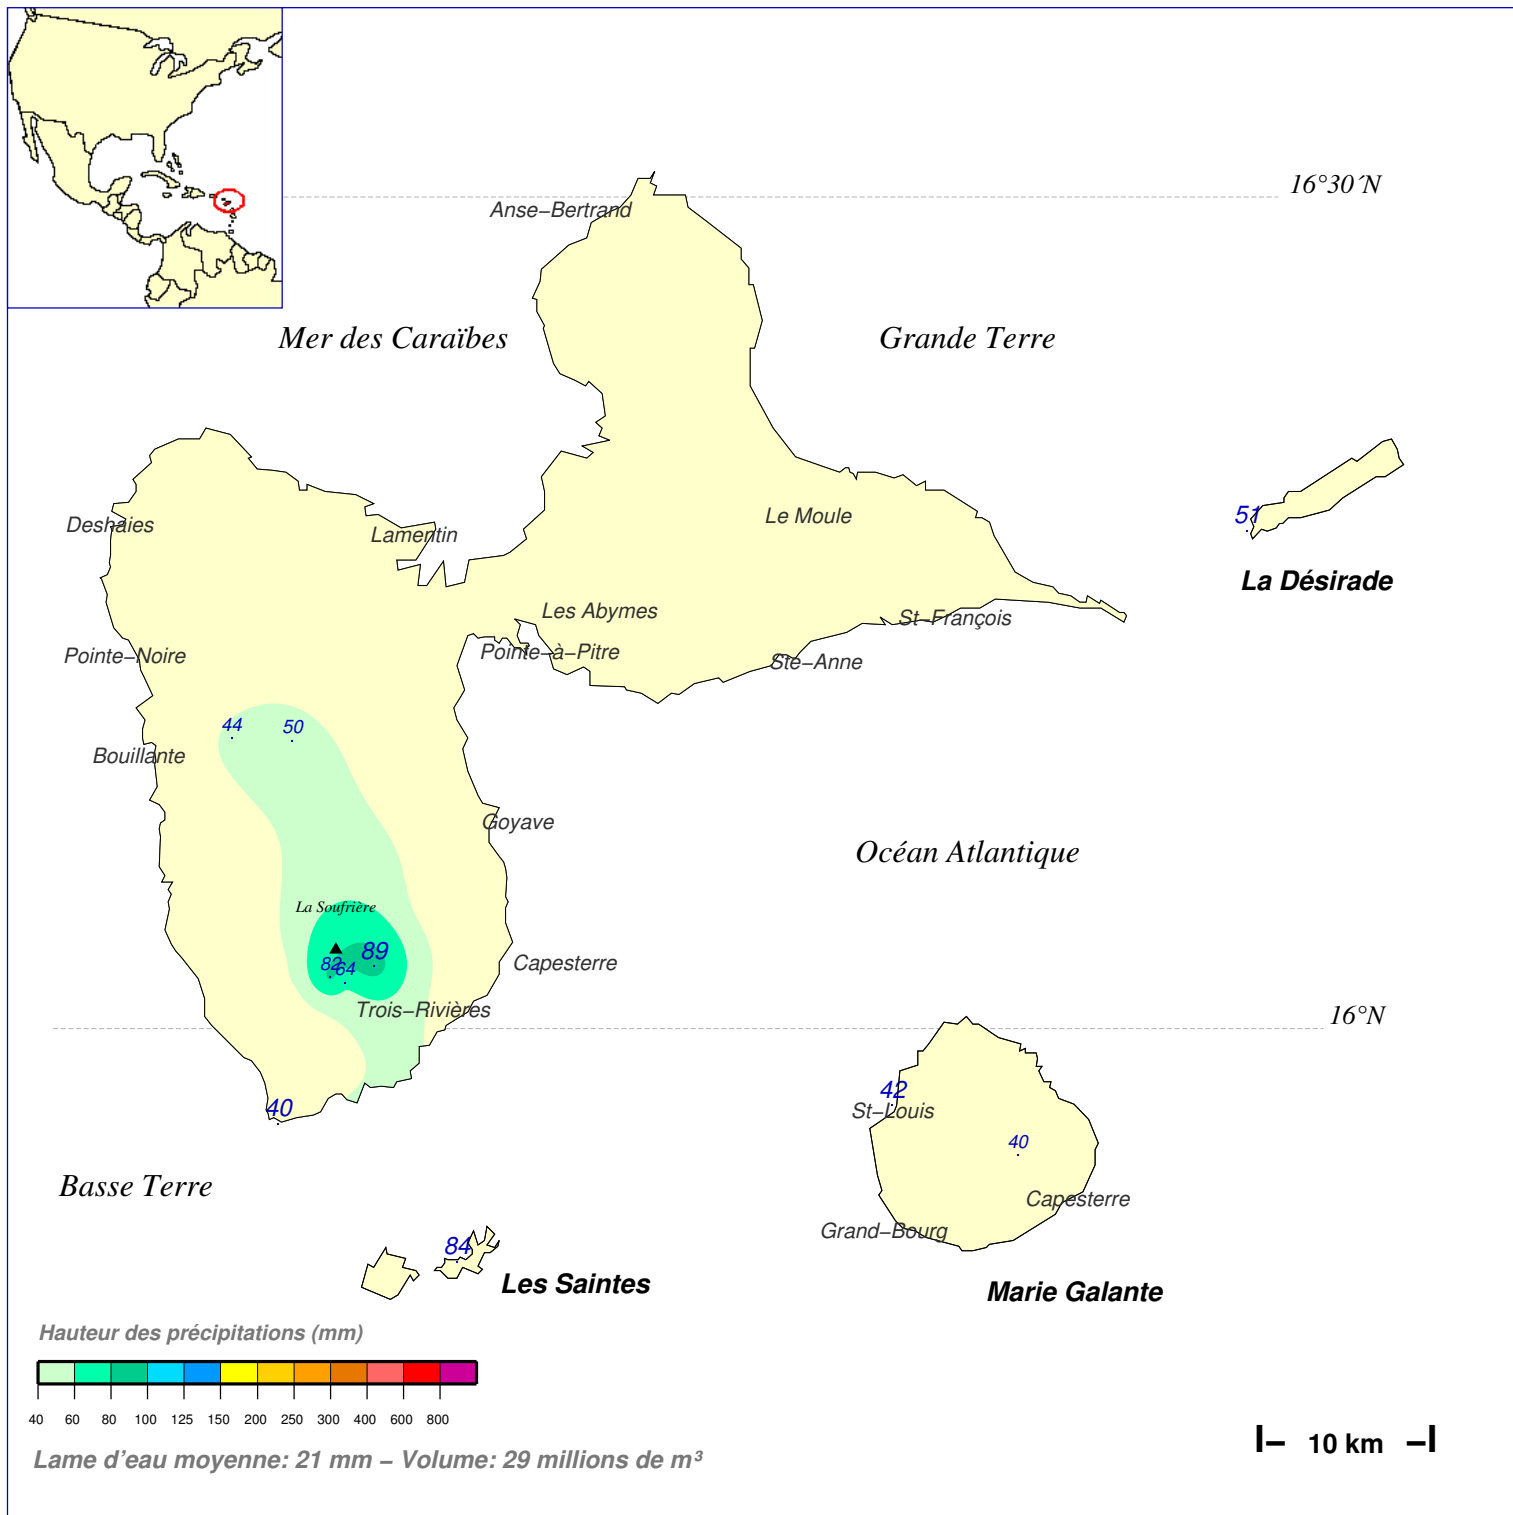 16°30´N
Anse−Bertrand
Mer des Caraïbes
Grande Terre
51
Le Moule
Deshaies
Lamentin
La Désirade
Les Abymes
St−François
Pointe−Noire
Pointe−à−Pitre
Ste−Anne
44
50
Bouillante
Goyave
Océan Atlantique
La Soufrière
89
82
64
Capesterre
Trois−Rivières
16°N
42
40
St−Louis
40
Basse Terre
Capesterre
Grand−Bourg
84
Les Saintes
Marie Galante
Hauteur des précipitations (mm)
40 60 80 100 125 150 200 250 300 400 600 800
10 km
Lame d'eau moyenne: 21 mm − Volume: 29 millions de m³